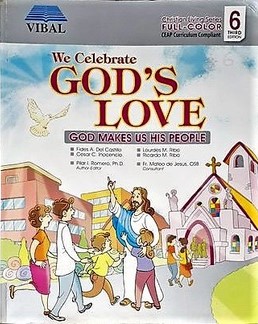 VIBAL
Christian Living Series
FULL-COLOR
CEAP Curriculum Compliant
6
THIRD
EDITION
We Celebrate
GOD'S
LOVE
GOD MAKES US HIS PEOPLE
Fides A. Del Castillo
Cesar C. Inocencio
Lourdes M. Ribo
Ricardo M. Ribo
Pilar I. Romero, Ph.D.
Author-Editor
Fr. Mateo de Jesus, OSB
Consultant